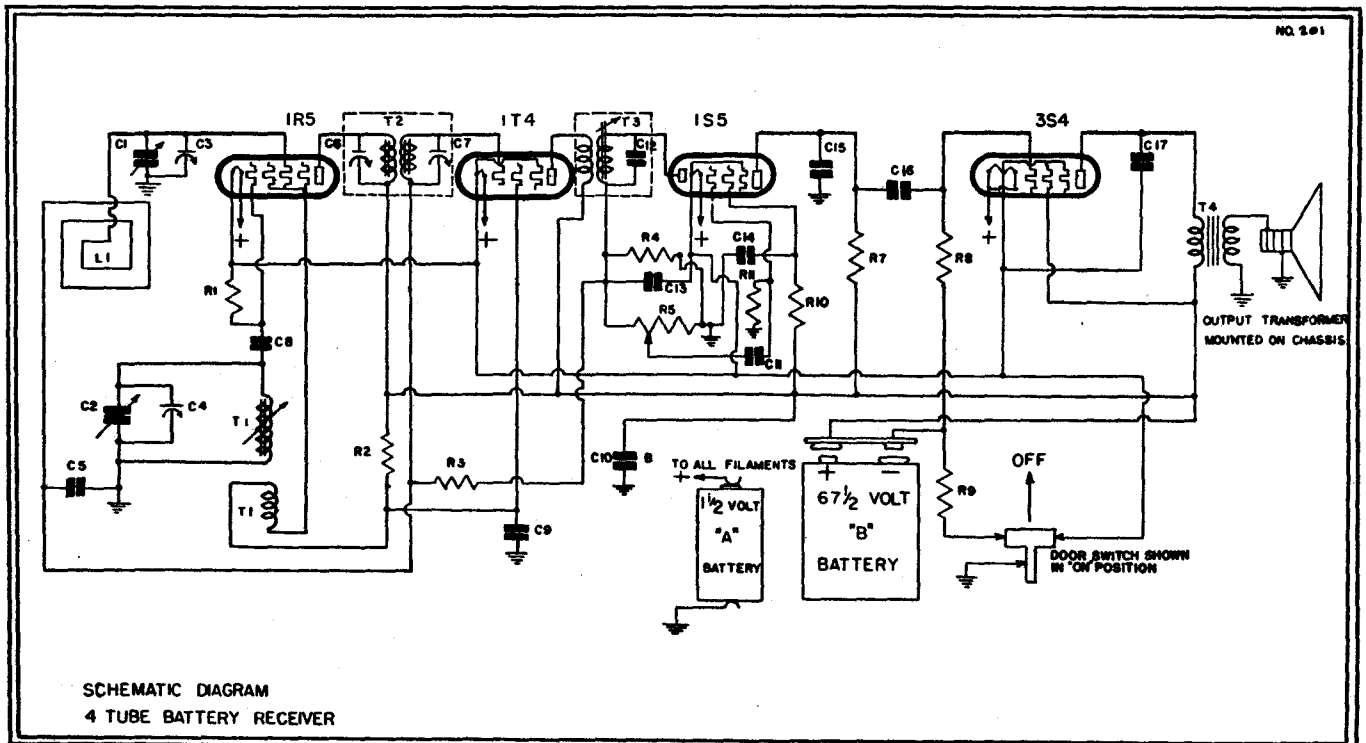 NO. 201
1R5
T2
1T4
T3
1S5
3S4
C1
C3
C6
C7
C12
C15
C16
C17
T4
L1
R4
C14
R1
C13
R11
R5
R10
R7
R8
C8
C11
OUTPUT TRANSFORMER
MOUNTED ON CHASSIS
C2
C4
T1
R2
R3
C5
T1
C9
C10
B
TO ALL FILAMENTS
+
1½ VOLT
"A"
BATTERY
+ −
67½ VOLT
"B"
BATTERY
R9
OFF
DOOR SWITCH SHOWN
IN "ON" POSITION
SCHEMATIC DIAGRAM
4 TUBE BATTERY RECEIVER